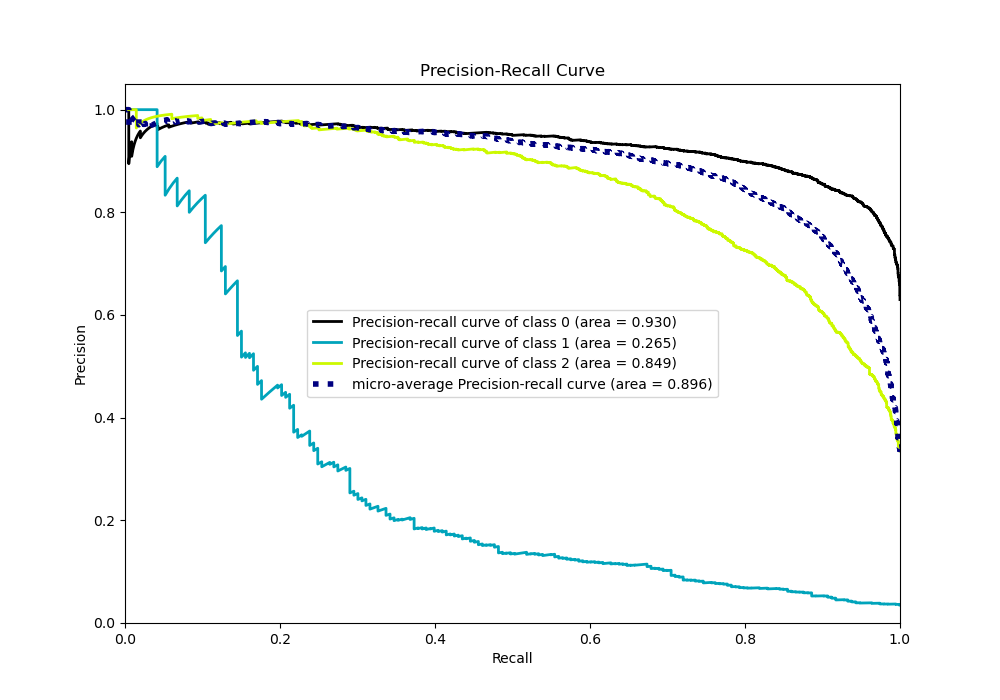 Precision-Recall Curve
Precision
1.0
0.8
0.6
0.4
0.2
0.0
Precision-recall curve of class 0 (area = 0.930)
Precision-recall curve of class 1 (area = 0.265)
Precision-recall curve of class 2 (area = 0.849)
micro-average Precision-recall curve (area = 0.896)
0.0 0.2 0.4 0.6 0.8 1.0
Recall